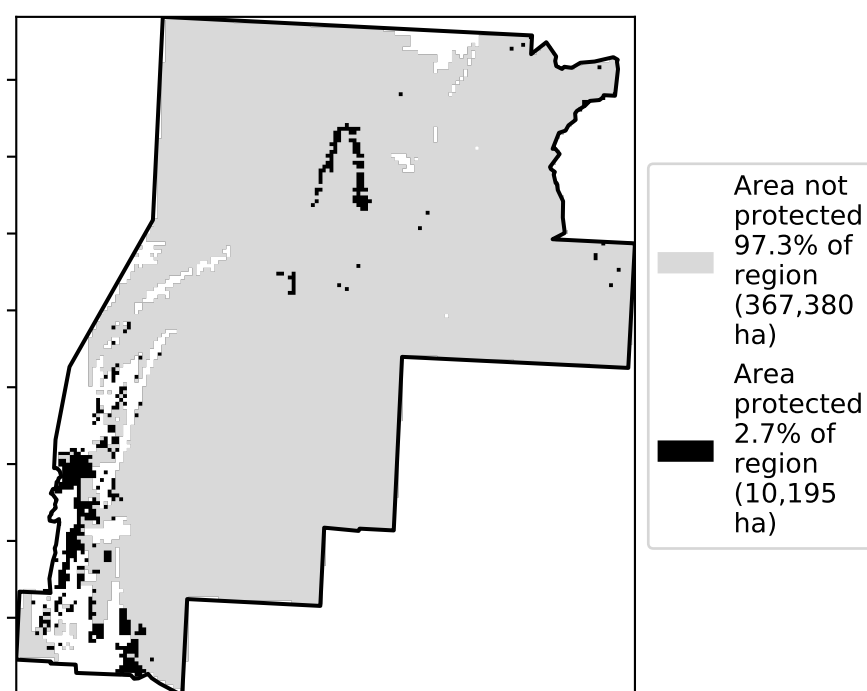 Area not
protected
97.3% of
region
(367,380
ha)
Area
protected
2.7% of
region
(10,195
ha)